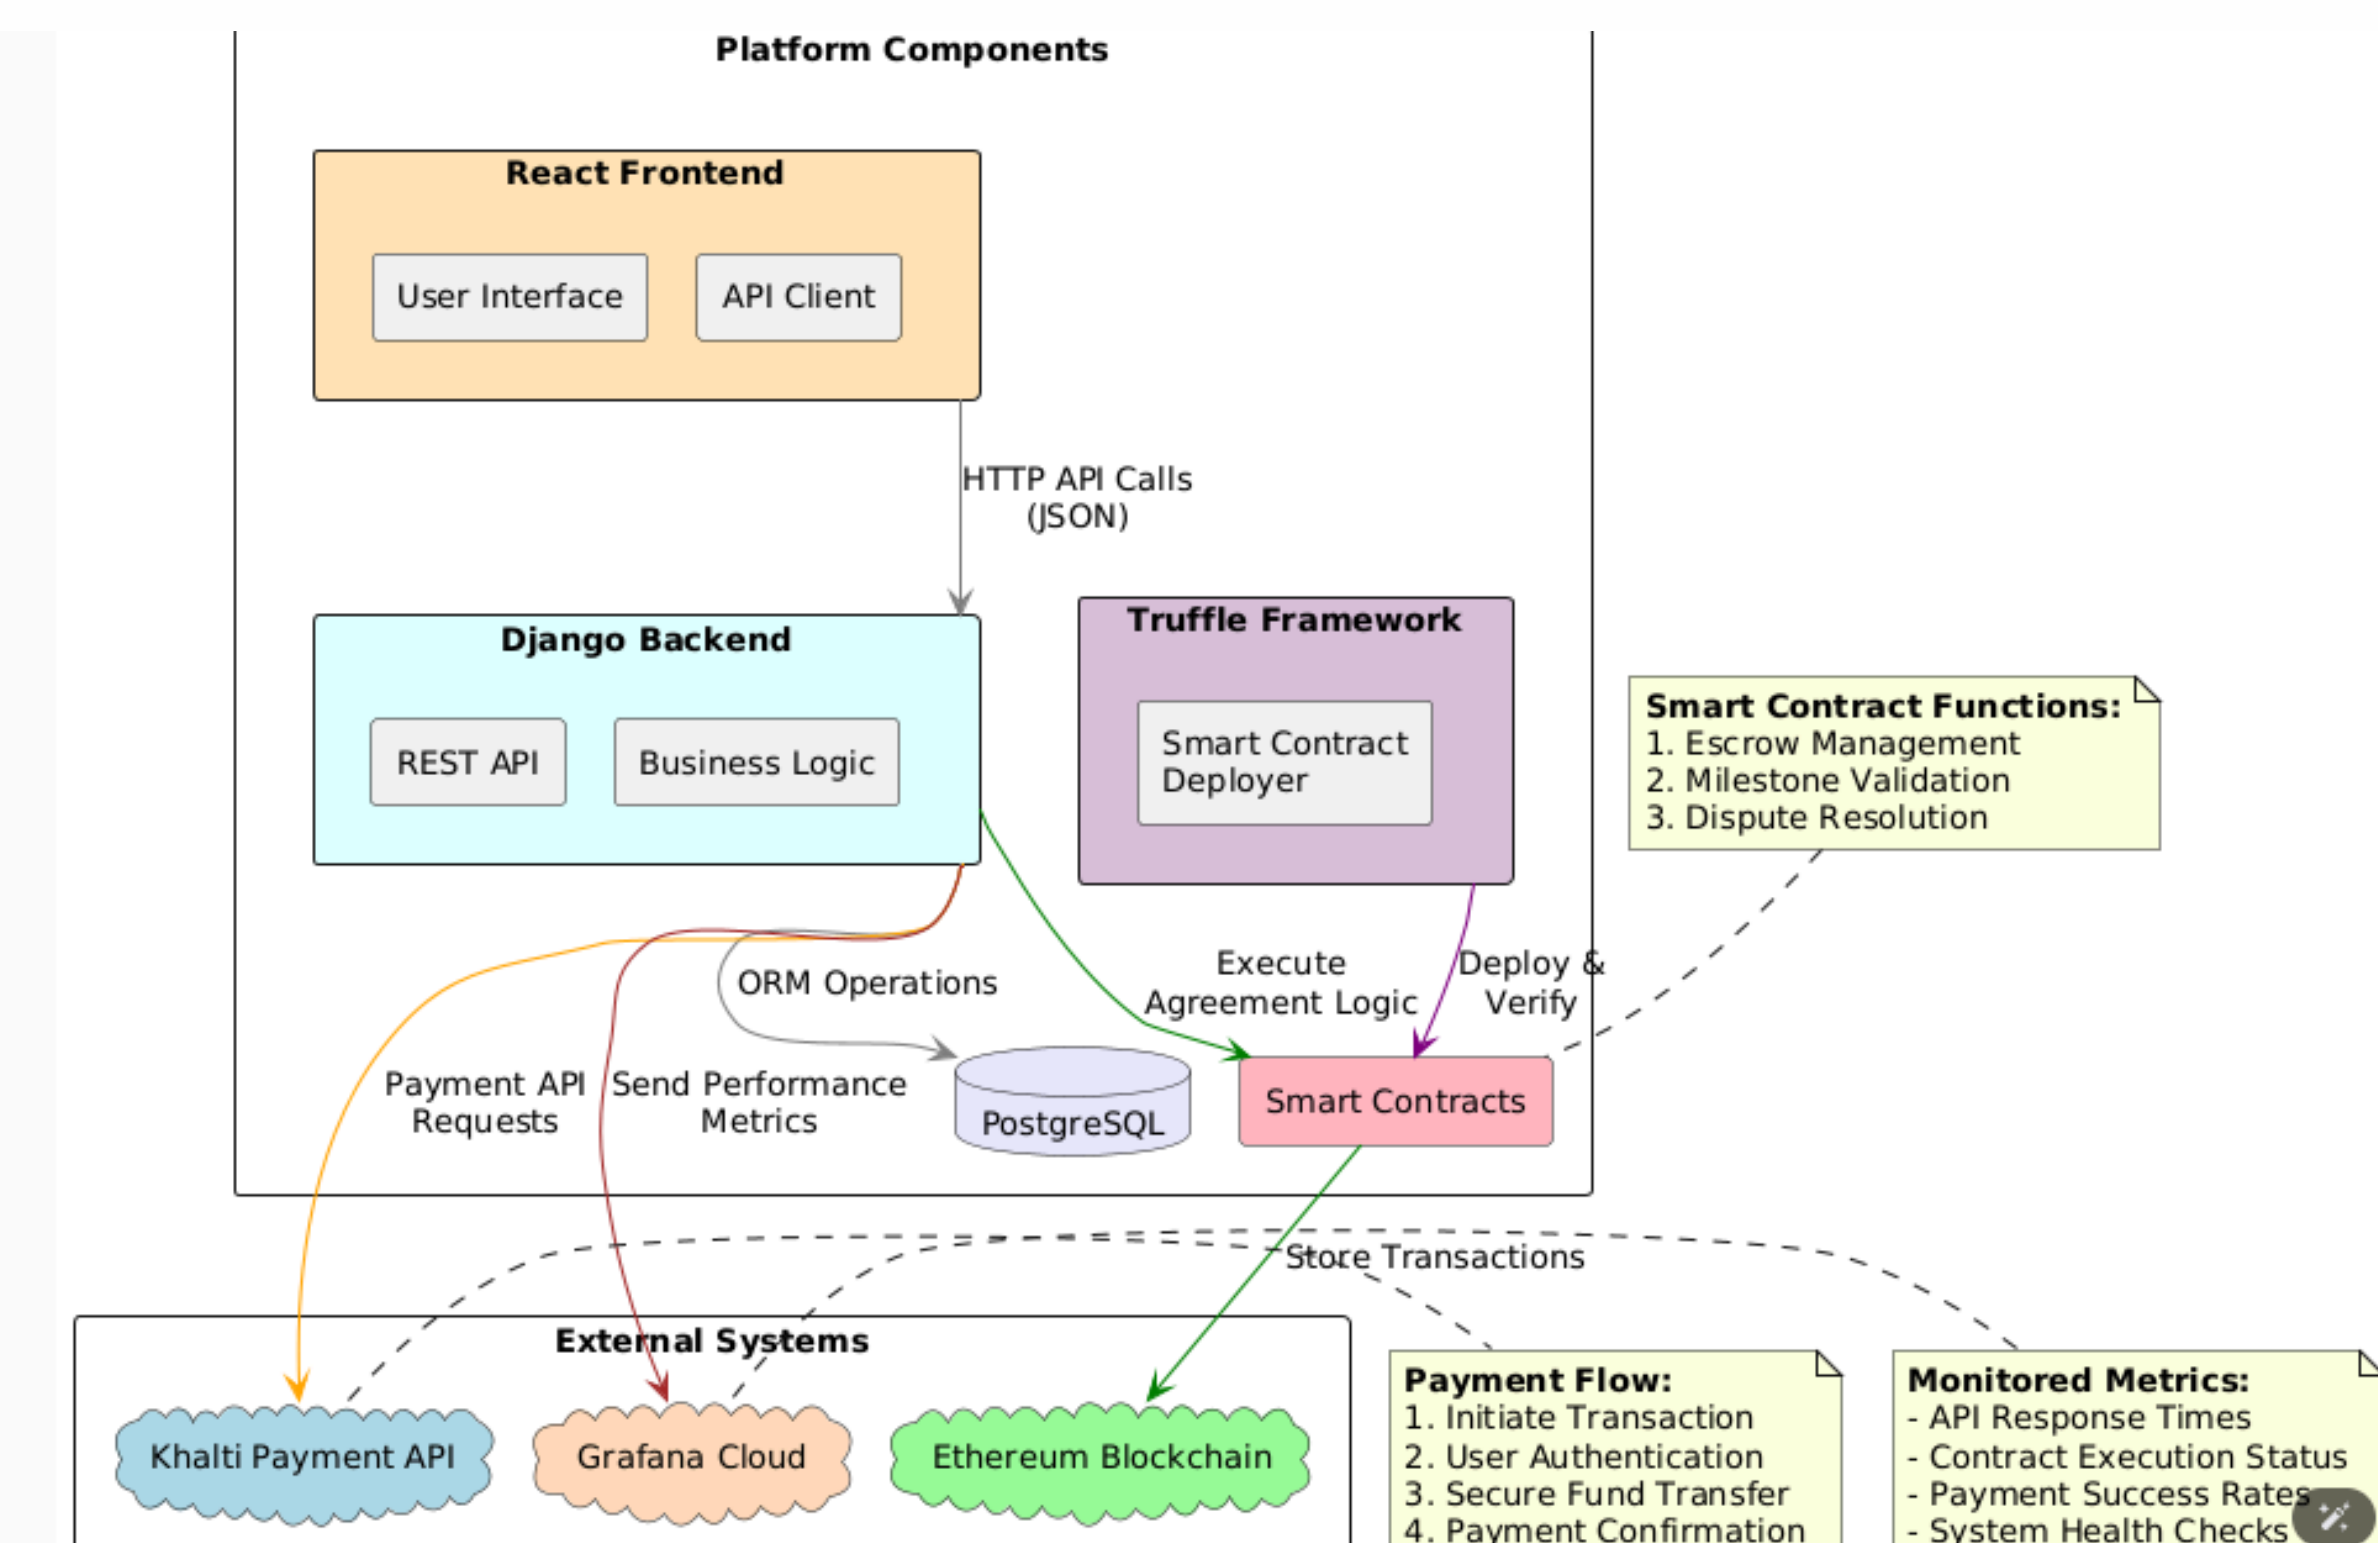 Platform Components
React Frontend
User Interface
API Client
HTTP API Calls
(JSON)
Django Backend
REST API
Business Logic
Truffle Framework
Smart Contract
Deployer
Smart Contract Functions:
1. Escrow Management
2. Milestone Validation
3. Dispute Resolution
ORM Operations
Execute
Agreement Logic
Deploy &
Verify
Payment API
Requests
Send Performance
Metrics
PostgreSQL
Smart Contracts
Store Transactions
External Systems
Khalti Payment API
Grafana Cloud
Ethereum Blockchain
Payment Flow:
1. Initiate Transaction
2. User Authentication
3. Secure Fund Transfer
4. Payment Confirmation
Monitored Metrics:
- API Response Times
- Contract Execution Status
- Payment Success Rates
- System Health Checks